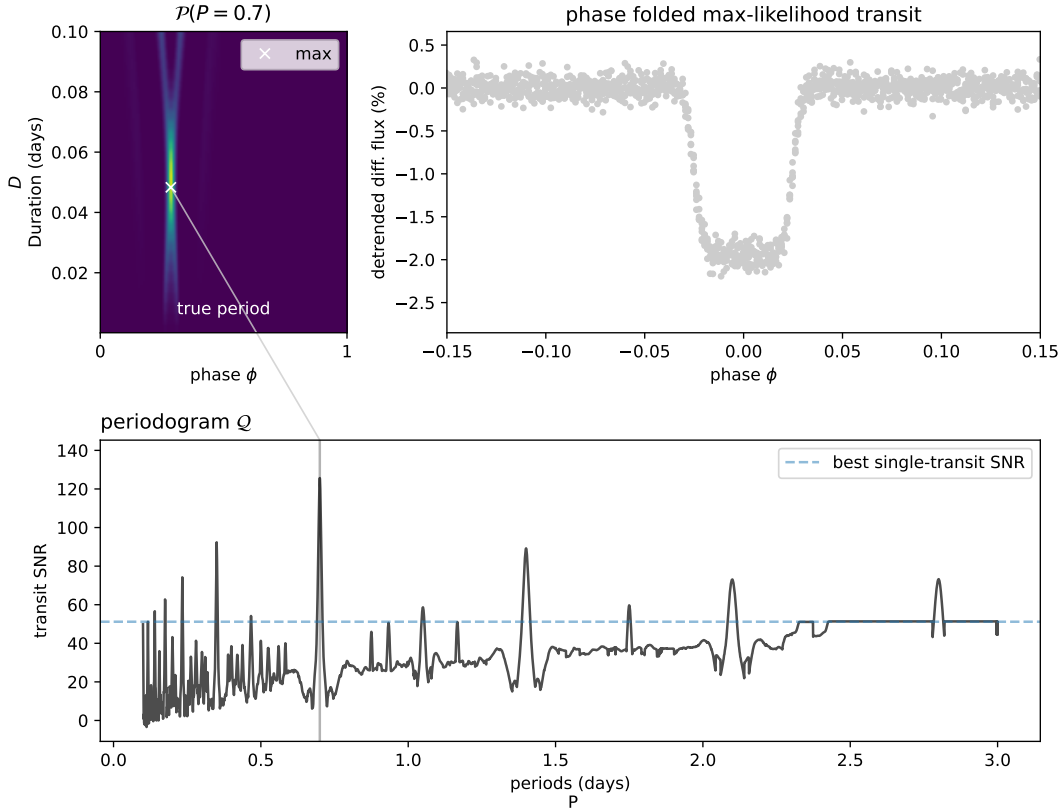 𝒫(P = 0.7)
0.10
0.08
0.06
0.04
0.02
D
Duration (days)
max
true period
0
1
phase ϕ
phase folded max-likelihood transit
0.5
0.0
−0.5
−1.0
−1.5
−2.0
−2.5
detrended diff. flux (%)
−0.15
−0.10
−0.05
0.00
0.05
0.10
0.15
phase ϕ
periodogram 𝒬
140
120
100
80
60
40
20
0
transit SNR
best single-transit SNR
0.0
0.5
1.0
1.5
2.0
2.5
3.0
periods (days)
P